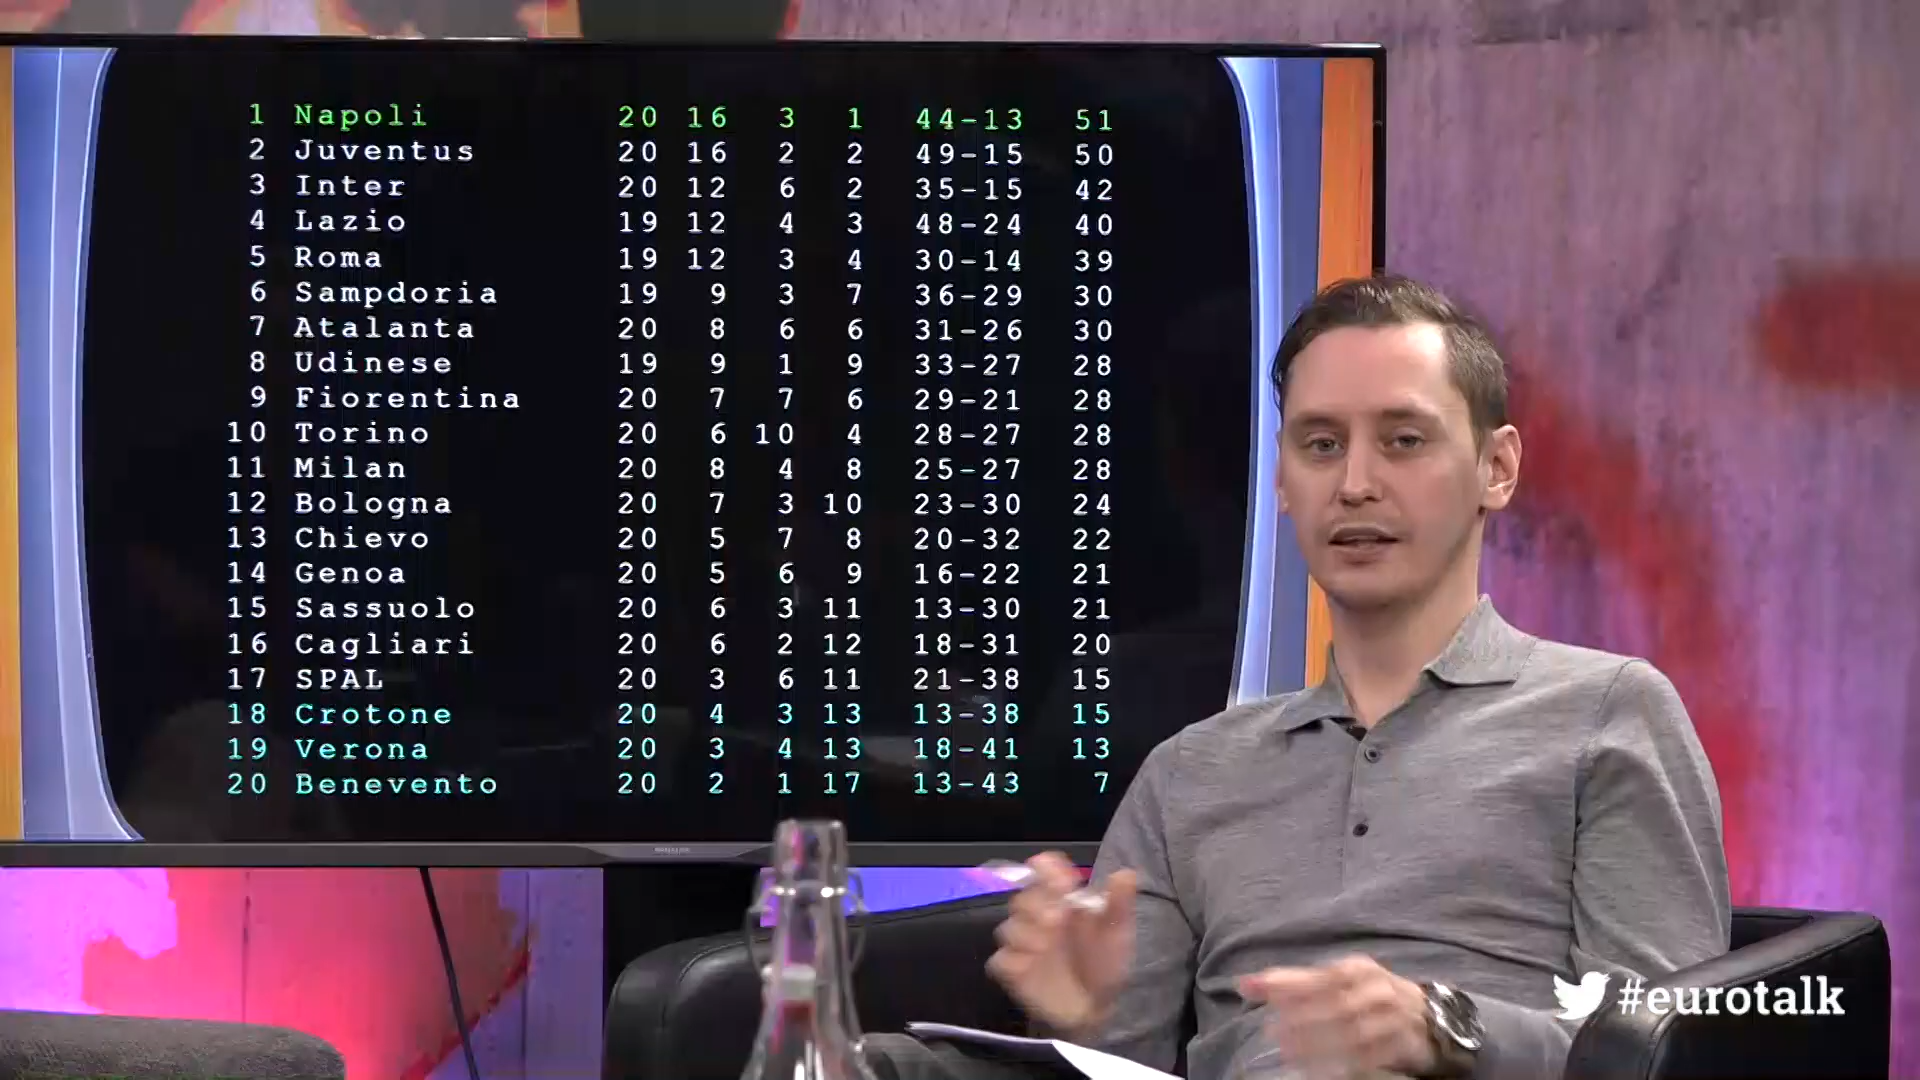 1 Napoli 20 16 3 1 44-13 51
2 Juventus 20 16 2 2 49-15 50
3 Inter 20 12 6 2 35-15 42
4 Lazio 19 12 4 3 48-24 40
5 Roma 19 12 3 4 30-14 39
6 Sampdoria 19 9 3 7 36-29 30
7 Atalanta 20 8 6 6 31-26 30
8 Udinese 19 9 1 9 33-27 28
9 Fiorentina 20 7 7 6 29-21 28
10 Torino 20 6 10 4 28-27 28
11 Milan 20 8 4 8 25-27 28
12 Bologna 20 7 3 10 23-30 24
13 Chievo 20 5 7 8 20-32 22
14 Genoa 20 5 6 9 16-22 21
15 Sassuolo 20 6 3 11 13-30 21
16 Cagliari 20 6 2 12 18-31 20
17 SPAL 20 3 6 11 21-38 15
18 Crotone 20 4 3 13 13-38 15
19 Verona 20 3 4 13 18-41 13
20 Benevento 20 2 1 17 13-43 7
#eurotalk